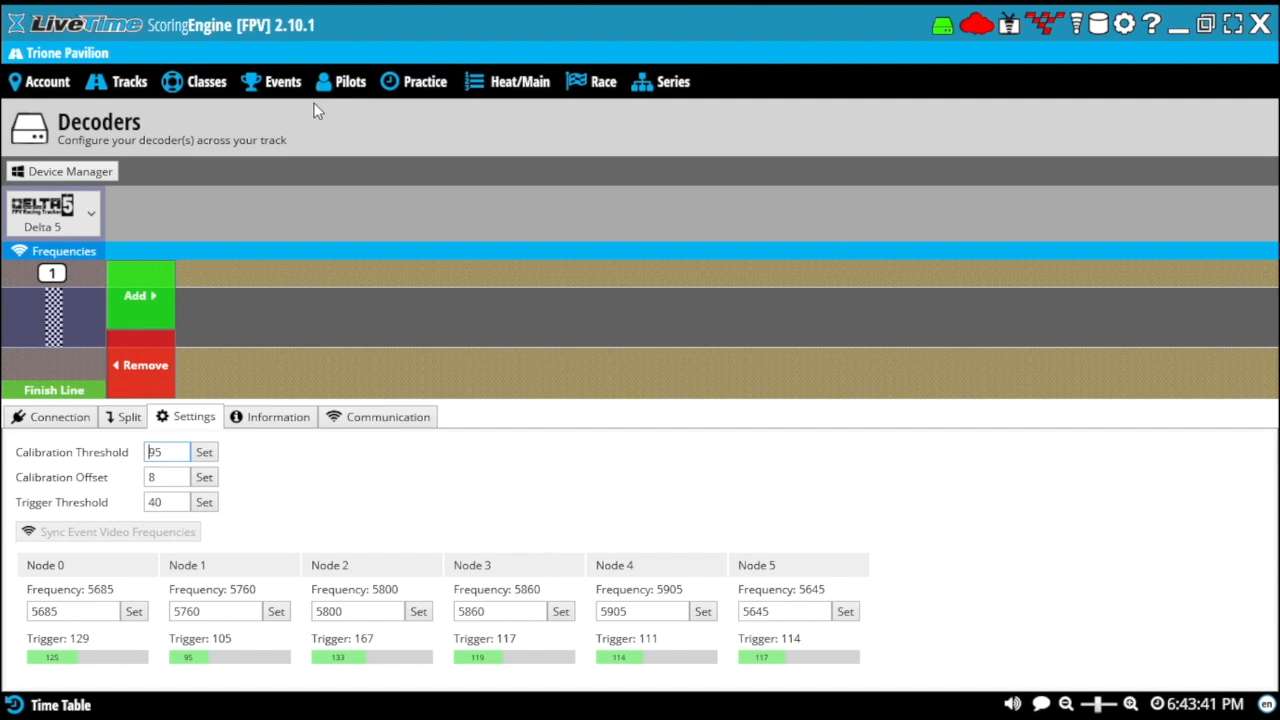 LiveTime ScoringEngine [FPV] 2.10.1
Trione Pavilion
Account Tracks Classes Events Pilots Practice Heat/Main Race Series
Decoders
Configure your decoder(s) across your track
Device Manager
DELTA5
FPV Racing Tracker
Delta 5
Frequencies
1
Add
Remove
Finish Line
Connection Split Settings Information Communication
Calibration Threshold 95 Set
Calibration Offset 8 Set
Trigger Threshold 40 Set
Sync Event Video Frequencies
Node 0 Node 1 Node 2 Node 3 Node 4 Node 5
Frequency: 5685 Frequency: 5760 Frequency: 5800 Frequency: 5860 Frequency: 5905 Frequency: 5645
5685 Set 5760 Set 5800 Set 5860 Set 5905 Set 5645 Set
Trigger: 129 Trigger: 105 Trigger: 167 Trigger: 117 Trigger: 111 Trigger: 114
125 95 133 119 114 117
Time Table 6:43:41 PM en